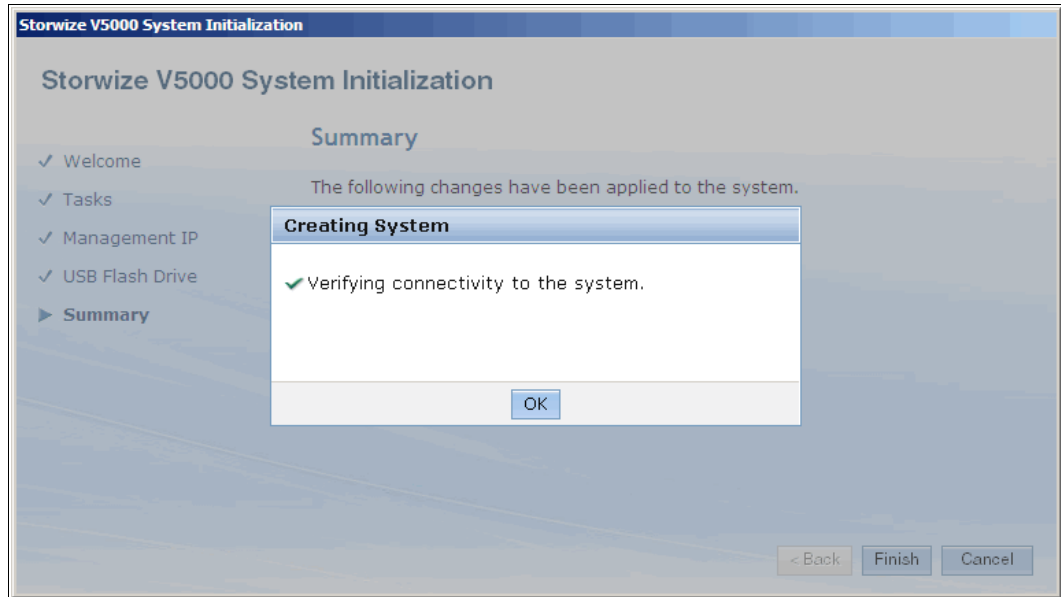 Storwize V5000 System Initialization
Storwize V5000 System Initialization
✓ Welcome
✓ Tasks
✓ Management IP
✓ USB Flash Drive
▶ Summary
Summary
The following changes have been applied to the system.
Creating System
✓ Verifying connectivity to the system.
OK
< Back Finish Cancel